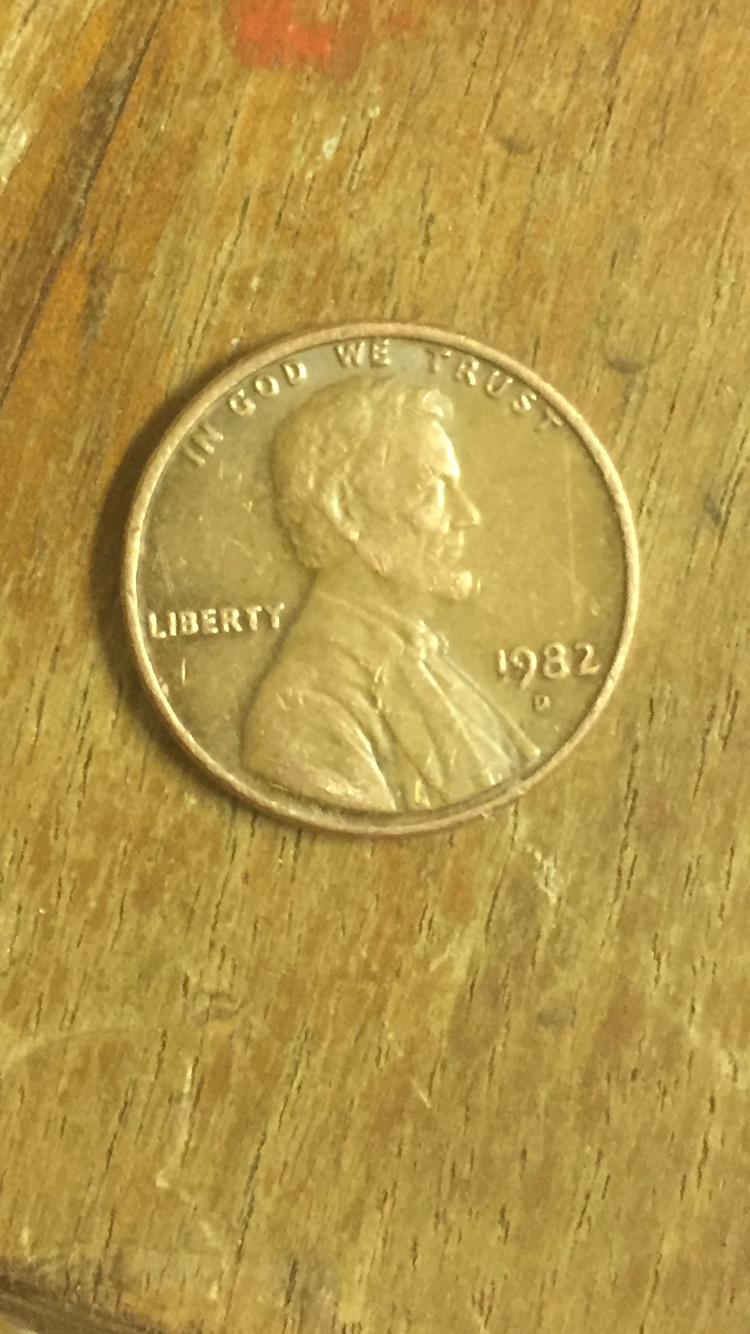 IN GOD WE TRUST
LIBERTY
1982
D